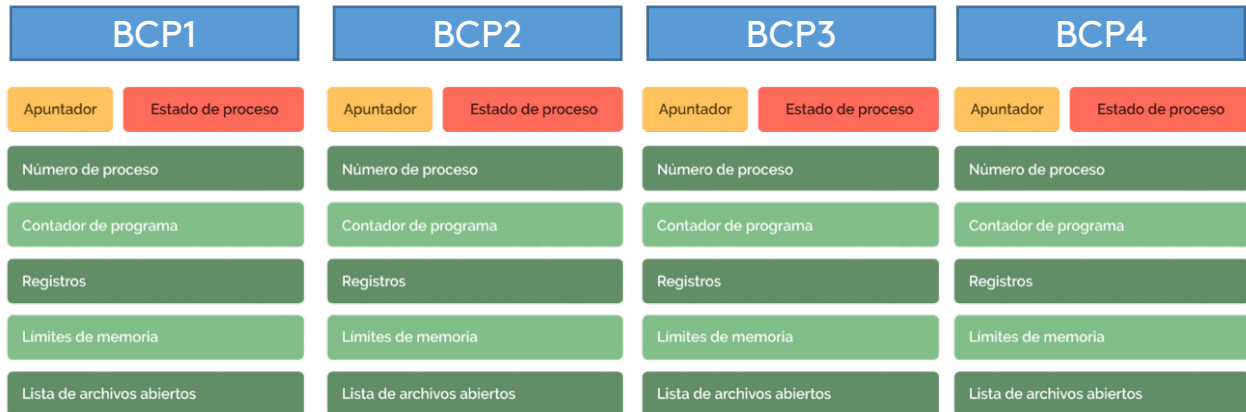 BCP1 BCP2 BCP3 BCP4
Apuntador Estado de proceso Apuntador Estado de proceso Apuntador Estado de proceso Apuntador Estado de proceso
Número de proceso Número de proceso Número de proceso Número de proceso
Contador de programa Contador de programa Contador de programa Contador de programa
Registros Registros Registros Registros
Límites de memoria Límites de memoria Límites de memoria Límites de memoria
Lista de archivos abiertos Lista de archivos abiertos Lista de archivos abiertos Lista de archivos abiertos